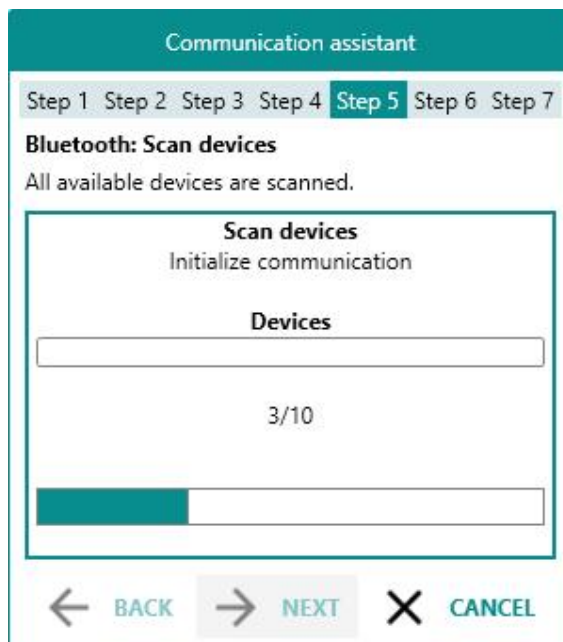 Communication assistant
Step 1 Step 2 Step 3 Step 4 Step 5 Step 6 Step 7
Bluetooth: Scan devices
All available devices are scanned.
Scan devices
Initialize communication
Devices
3/10
BACK NEXT CANCEL